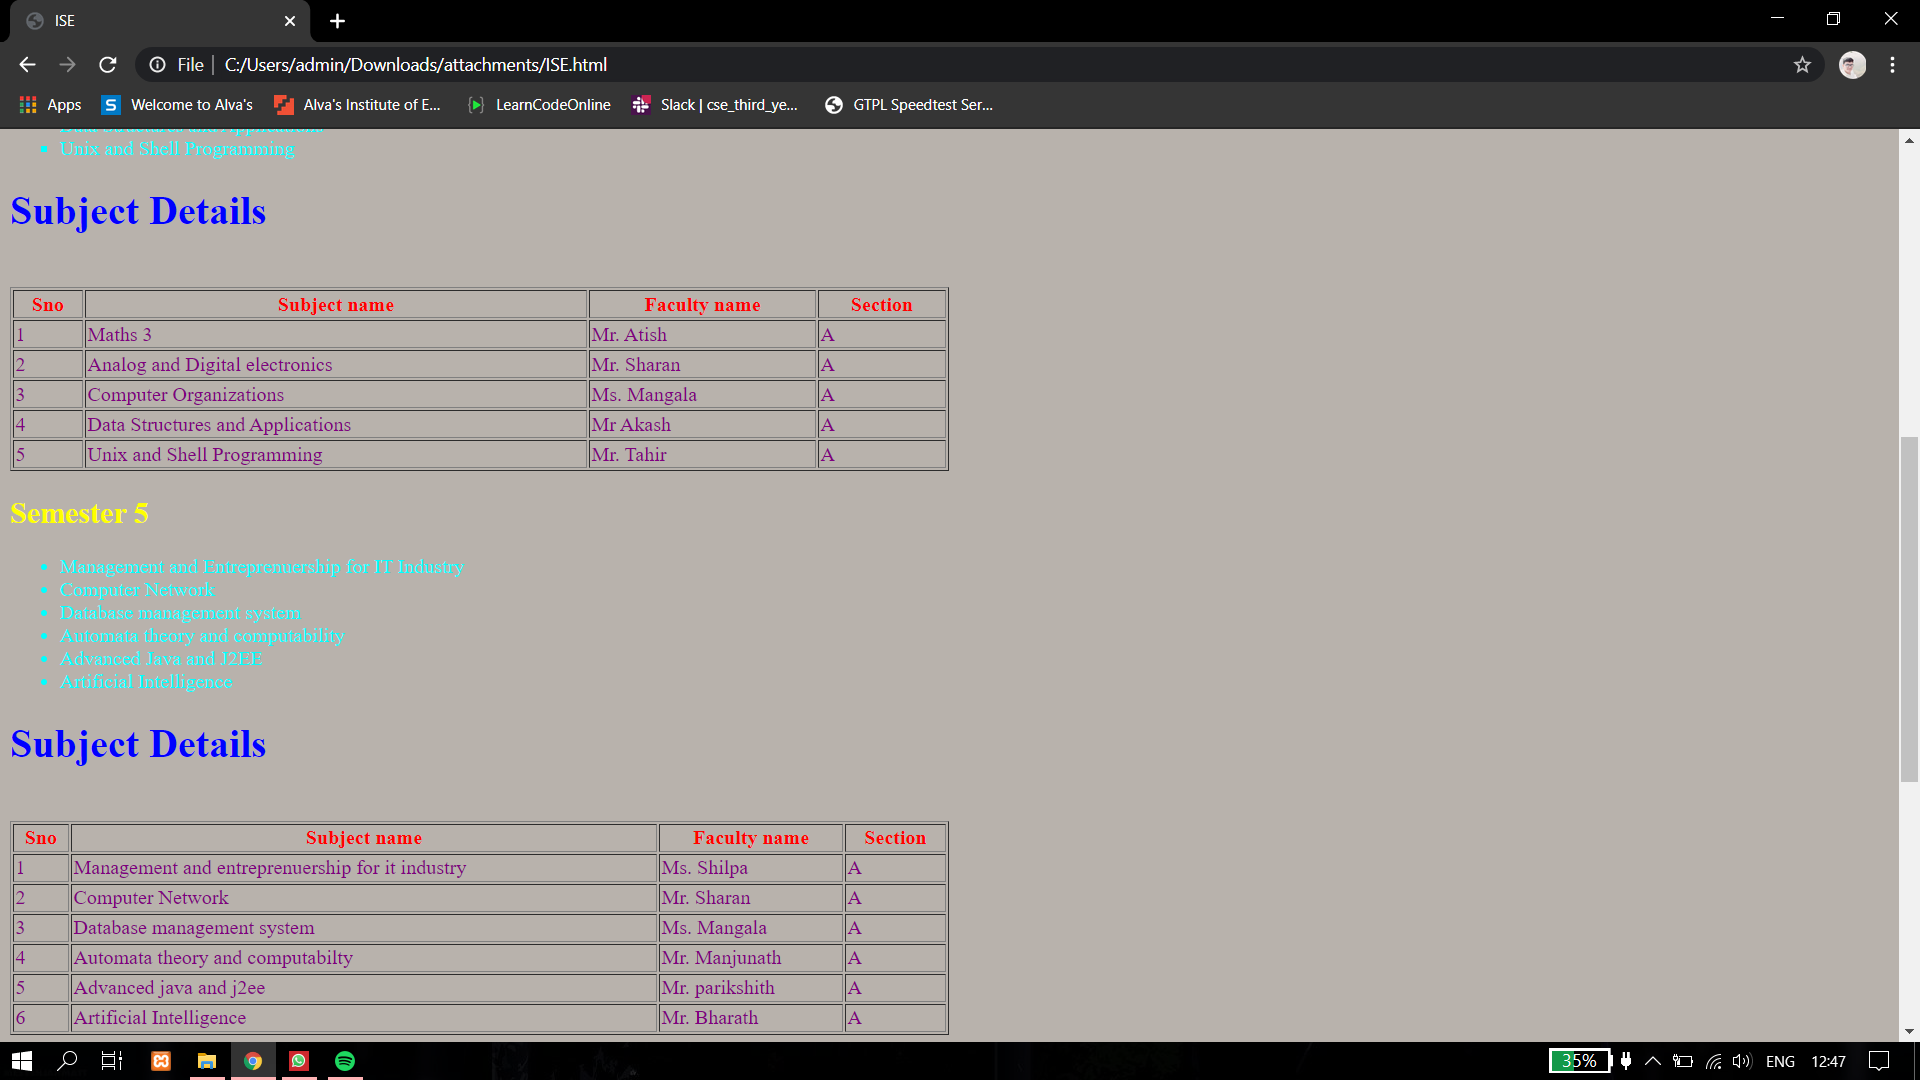 ISE
File
C:/Users/admin/Downloads/attachments/ISE.html
Apps
Welcome to Alva's
Alva's Institute of E...
LearnCodeOnline
Slack | cse_third_ye...
GTPL Speedtest Ser...
Unix and Shell Programming
Subject Details
Sno Subject name Faculty name Section
1 Maths 3 Mr. Atish A
2 Analog and Digital electronics Mr. Sharan A
3 Computer Organizations Ms. Mangala A
4 Data Structures and Applications Mr Akash A
5 Unix and Shell Programming Mr. Tahir A
Semester 5
Management and Entreprenuership for IT Industry
Computer Network
Database management system
Automata theory and computability
Advanced Java and J2EE
Artificial Intelligence
Subject Details
Sno Subject name Faculty name Section
1 Management and entreprenuership for it industry Ms. Shilpa A
2 Computer Network Mr. Sharan A
3 Database management system Ms. Mangala A
4 Automata theory and computabilty Mr. Manjunath A
5 Advanced java and j2ee Mr. parikshith A
6 Artificial Intelligence Mr. Bharath A
35%
ENG
12:47